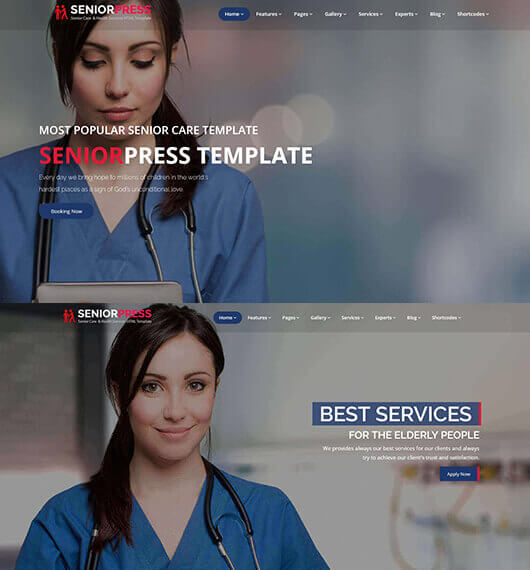 SENIORPRESS
Senior Care & Health Services HTML Template
Home Features Pages Gallery Services Experts Blog Shortcodes
MOST POPULAR SENIOR CARE TEMPLATE
SENIORPRESS TEMPLATE
Every day we bring hope to millions of children in the world's
hardest places as a sign of God's unconditional love.
Booking Now
SENIORPRESS
Senior Care & Health Services HTML Template
Home Features Pages Gallery Services Experts Blog Shortcodes
BEST SERVICES
FOR THE ELDERLY PEOPLE
We provides always our best services for our clients and always
try to achieve our client's trust and satisfaction.
Apply Now